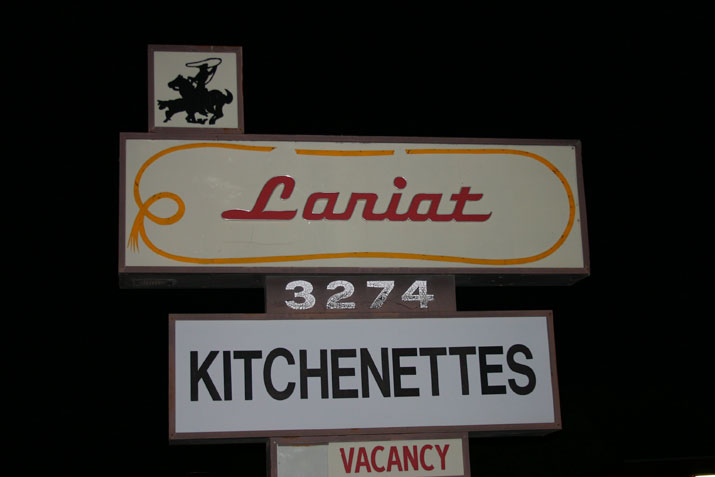 Lariat
3274
KITCHENETTES
VACANCY